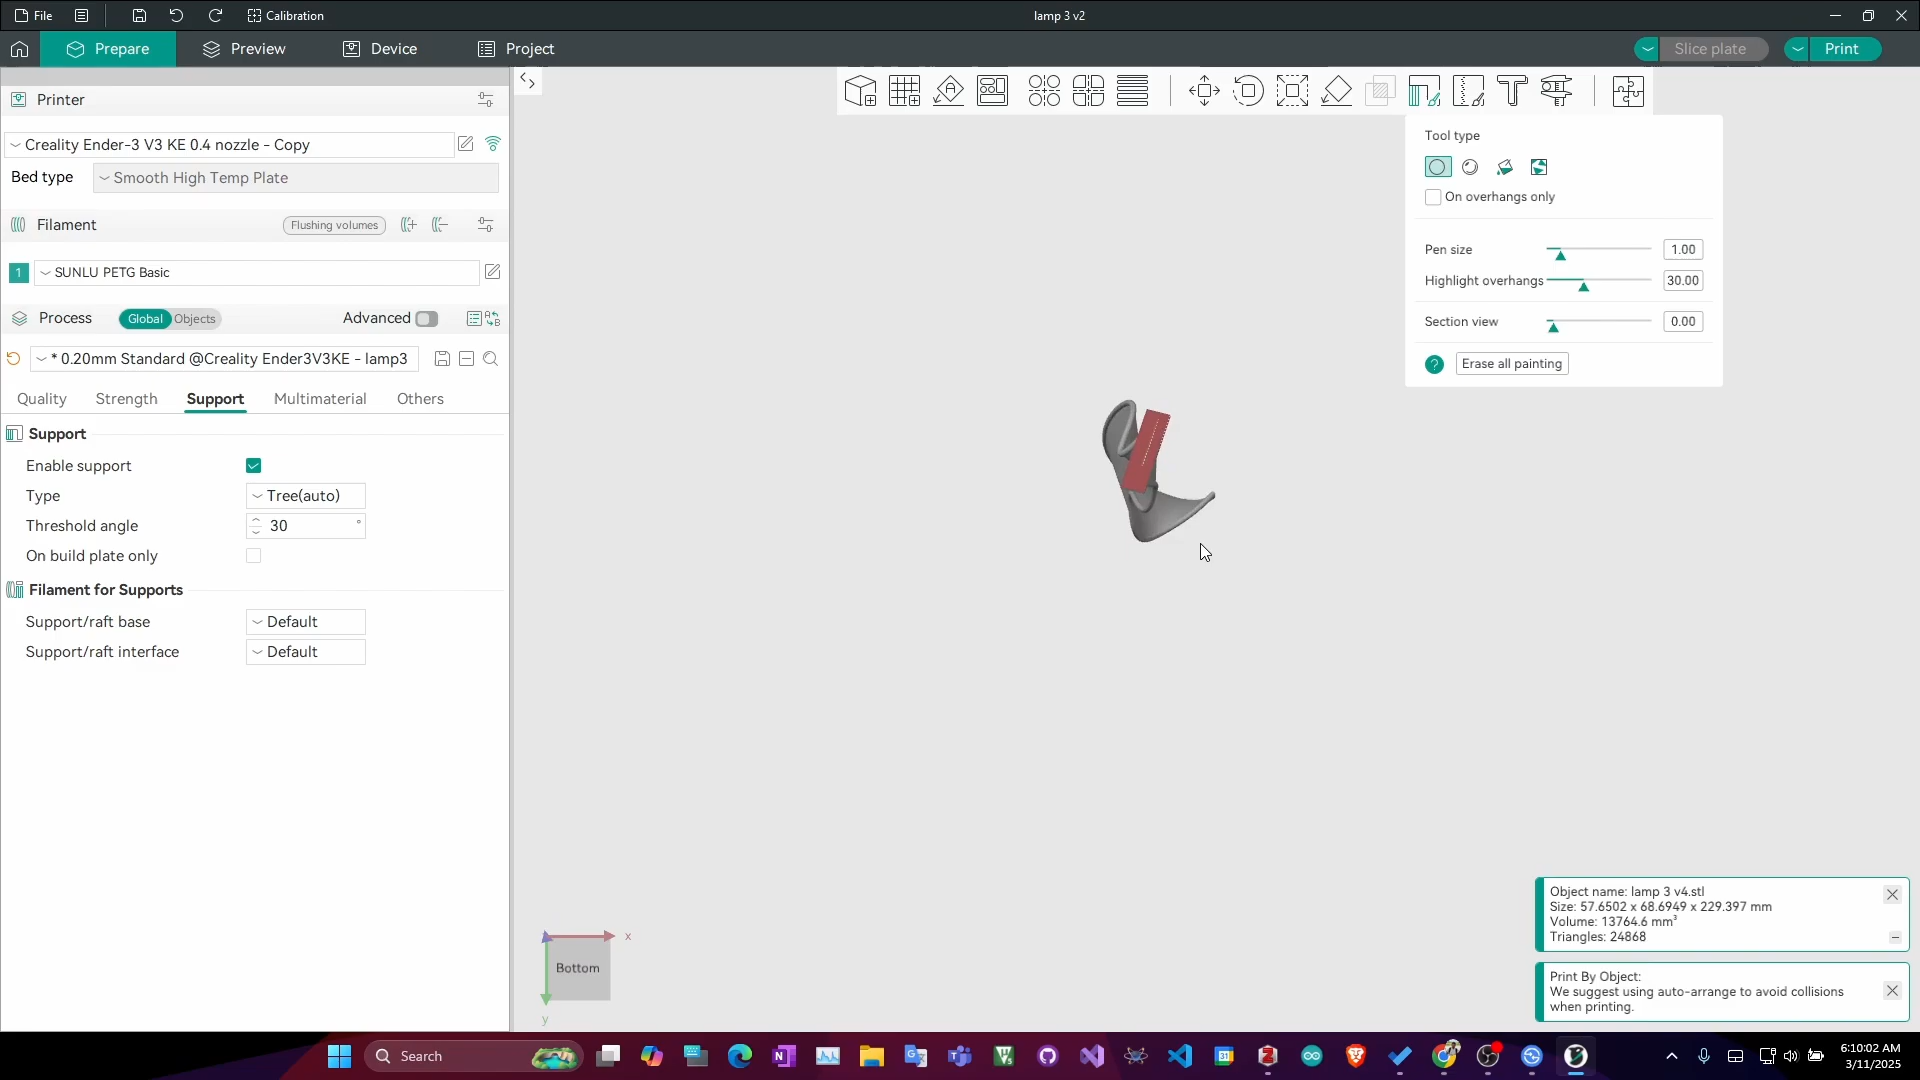 File
Calibration
lamp 3 v2
Prepare
Preview
Device
Project
Slice plate
Print
Printer
Creality Ender-3 V3 KE 0.4 nozzle - Copy
Bed type
Smooth High Temp Plate
Filament
Flushing volumes
1
SUNLU PETG Basic
Process
Global
Objects
Advanced
* 0.20mm Standard @Creality Ender3V3KE - lamp3
Quality
Strength
Support
Multimaterial
Others
Support
Enable support
Type
Tree(auto)
Threshold angle
30
°
On build plate only
Filament for Supports
Support/raft base
Default
Support/raft interface
Default
Tool type
On overhangs only
Pen size
1.00
Highlight overhangs
30.00
Section view
0.00
?
Erase all painting
x
Bottom
y
Object name: lamp 3 v4.stl
Size: 57.6502 x 68.6949 x 229.397 mm
Volume: 13764.6 mm³
Triangles: 24868
Print By Object:
We suggest using auto-arrange to avoid collisions
when printing.
Search
6:10:02 AM
3/11/2025